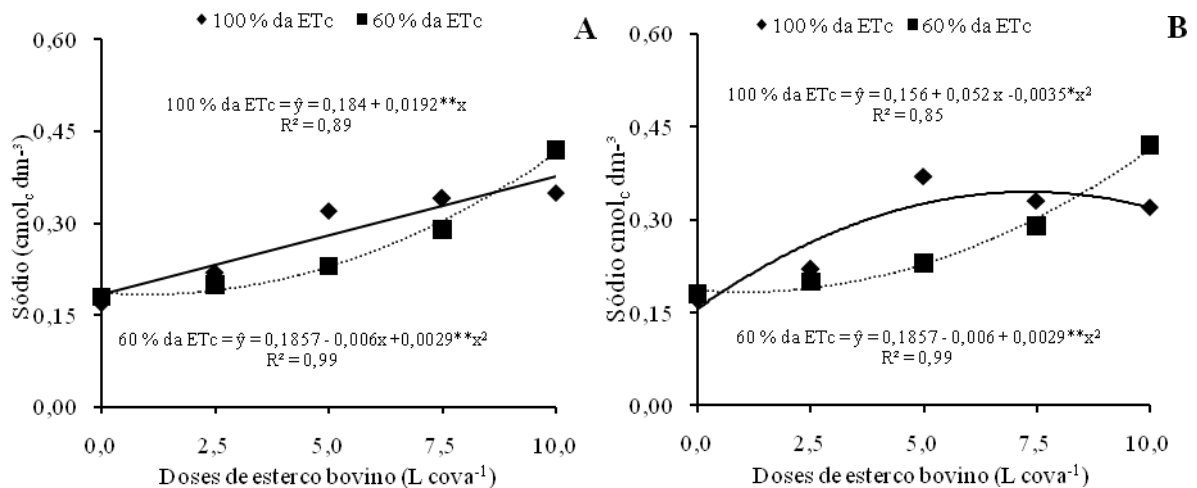 ◆ 100 % da ETc ■ 60 % da ETc
A
0,60
0,45
0,30
0,15
0,00
Sódio (cmol_c dm-³)
100 % da ETc = ŷ = 0,184 + 0,0192**x
R² = 0,89
60 % da ETc = ŷ = 0,1857 - 0,006x + 0,0029**x²
R² = 0,99
0,0 2,5 5,0 7,5 10,0
Doses de esterco bovino (L cova⁻¹)
◆ 100 % da ETc ■ 60 % da ETc
B
0,60
0,45
0,30
0,15
0,00
Sódio cmol_c dm-³
100 % da ETc = ŷ = 0,156 + 0,052 x -0,0035*x²
R² = 0,85
60 % da ETc = ŷ = 0,1857 - 0,006 + 0,0029**x²
R² = 0,99
0,0 2,5 5,0 7,5 10,0
Doses de esterco bovino (L cova⁻¹)